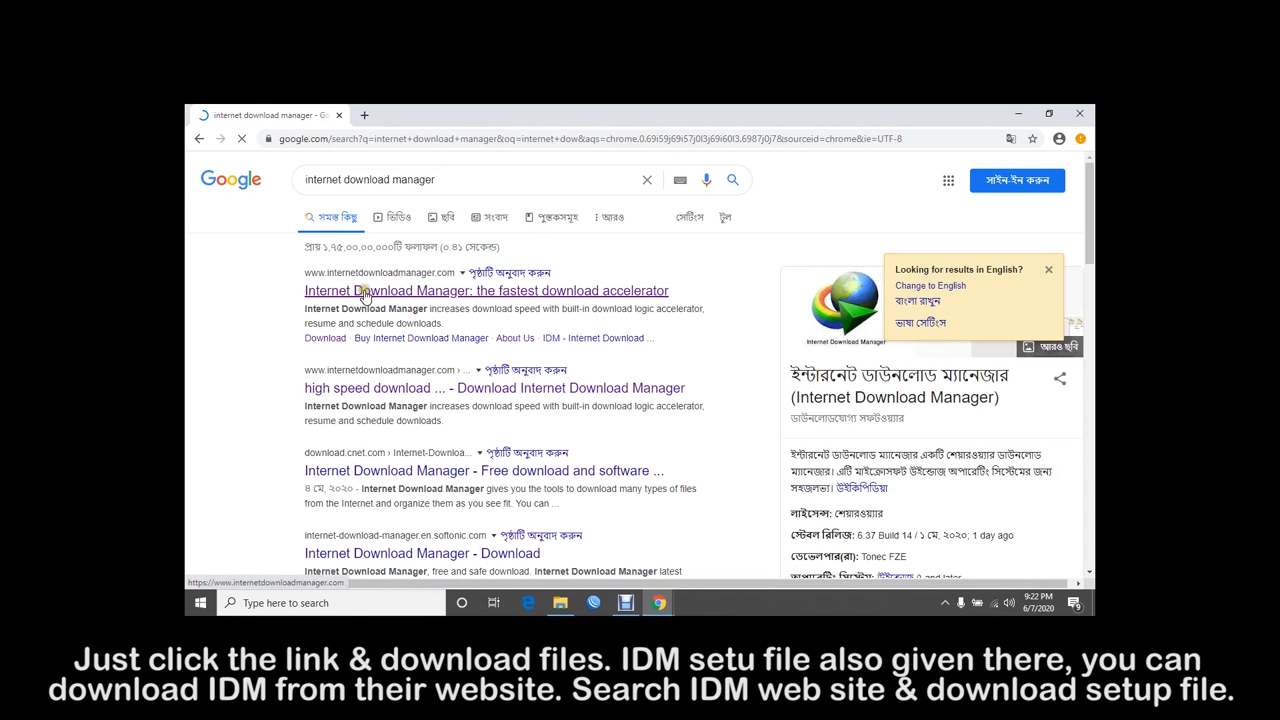 internet download manager - Go
google.com/search?q=internet+download+manager&oq=internet+dow&aqs=chrome.0.69i59j69i57j0l3j69i60l3.6987j0j7&sourceid=chrome&ie=UTF-8
Google
internet download manager
সাইন-ইন করুন
সমস্ত কিছু ভিডিও ছবি সংবাদ পুস্তকসমূহ আরও সেটিংস টুল
প্রায় ১,৭৫,০০,০০,০০০টি ফলাফল (০.৪১ সেকেন্ড)
www.internetdownloadmanager.com পৃষ্ঠাটি অনুবাদ করুন
Internet Download Manager: the fastest download accelerator
Internet Download Manager increases download speed with built-in download logic accelerator,
resume and schedule downloads.
Download · Buy Internet Download Manager · About Us · IDM - Internet Download ...
www.internetdownloadmanager.com › ... পৃষ্ঠাটি অনুবাদ করুন
high speed download ... - Download Internet Download Manager
Internet Download Manager increases download speed with built-in download logic accelerator,
resume and schedule downloads.
download.cnet.com › Internet-Downloa... পৃষ্ঠাটি অনুবাদ করুন
Internet Download Manager - Free download and software ...
৪ মে, ২০২০ - Internet Download Manager gives you the tools to download many types of files
from the Internet and organize them as you see fit. You can ...
internet-download-manager.en.softonic.com পৃষ্ঠাটি অনুবাদ করুন
Internet Download Manager - Download
Internet Download Manager, free and safe download. Internet Download Manager latest
https://www.internetdownloadmanager.com
Looking for results in English?
Change to English
বাংলা রাখুন
ভাষা সেটিংস
Internet Download Manager
আরও ছবি
ইন্টারনেট ডাউনলোড ম্যানেজার
(Internet Download Manager)
ডাউনলোডযোগ্য সফটওয়্যার
ইন্টারনেট ডাউনলোড ম্যানেজার একটি শেয়ারওয়্যার ডাউনলোড
ম্যানেজার। এটি মাইক্রোসফট উইন্ডোজ অপারেটিং সিস্টেমের জন্য
সহজলভ্য। উইকিপিডিয়া
লাইসেন্স: শেয়ারওয়্যার
স্টেবল রিলিজ: 6.37 Build 14 / ১ মে, ২০২০; 1 day ago
ডেভেলপার(রা): Tonec FZE
অপারেটিং সিস্টেম: উইন্ডোজ ৭ and later
Type here to search
9:22 PM
6/7/2020
Just click the link & download files. IDM setu file also given there, you can
download IDM from their website. Search IDM web site & download setup file.